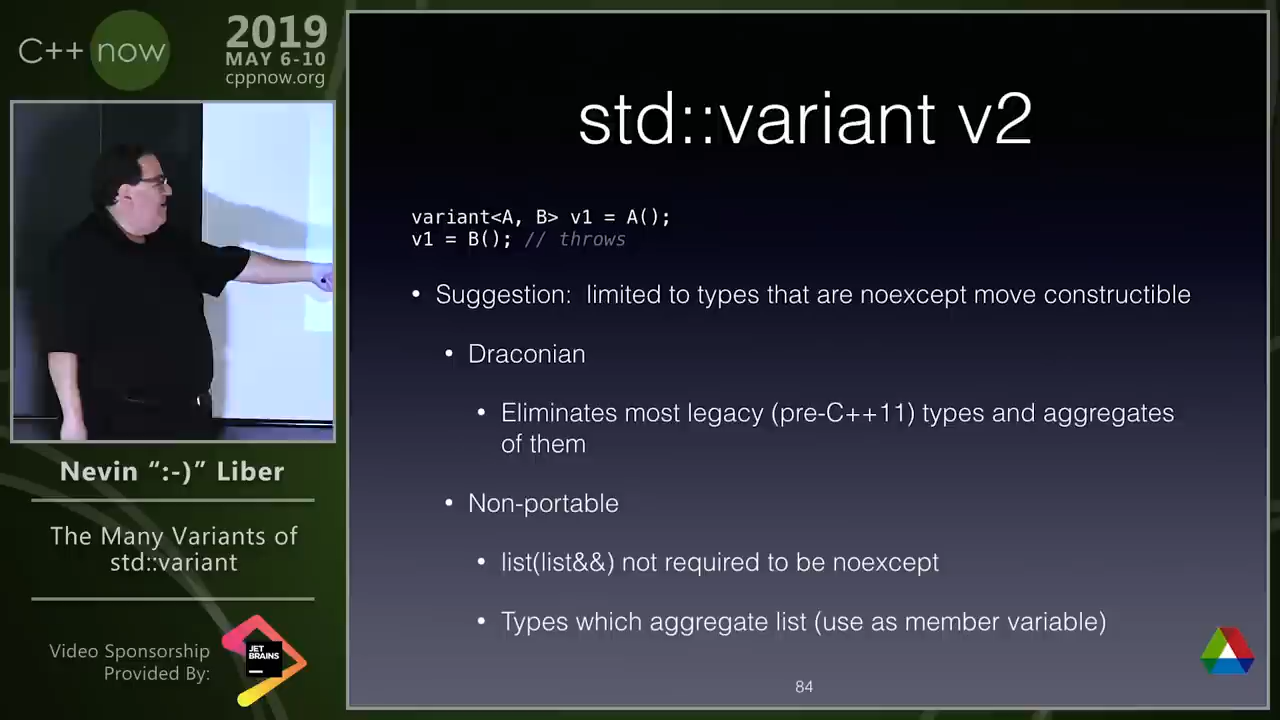 C++ now
2019
MAY 6-10
cppnow.org
std::variant v2
variant<A, B> v1 = A();
v1 = B(); // throws
• Suggestion: limited to types that are noexcept move constructible
• Draconian
• Eliminates most legacy (pre-C++11) types and aggregates
of them
• Non-portable
• list(list&&) not required to be noexcept
• Types which aggregate list (use as member variable)
84
Nevin “:-)” Liber
The Many Variants of
std::variant
Video Sponsorship
Provided By:
JET
BRAINS